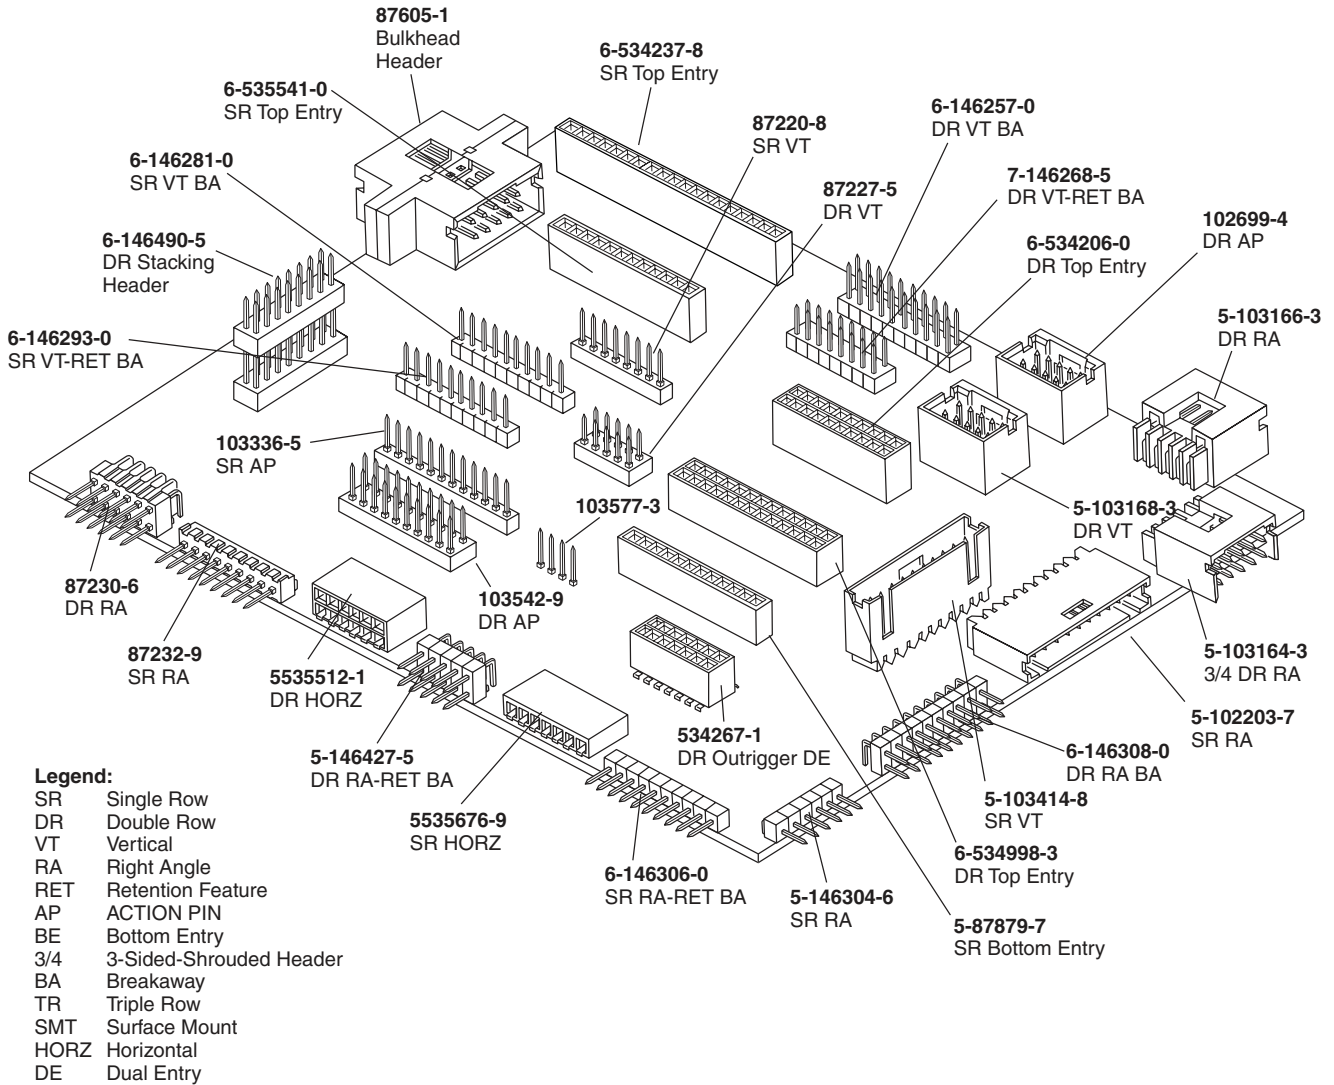 87605-1
Bulkhead
Header
6-534237-8
SR Top Entry
6-535541-0
SR Top Entry
6-146257-0
DR VT BA
87220-8
SR VT
6-146281-0
SR VT BA
7-146268-5
DR VT-RET BA
87227-5
DR VT
102699-4
DR AP
6-146490-5
DR Stacking
Header
6-534206-0
DR Top Entry
5-103166-3
DR RA
6-146293-0
SR VT-RET BA
103336-5
SR AP
103577-3
5-103168-3
DR VT
87230-6
DR RA
103542-9
DR AP
87232-9
SR RA
5535512-1
DR HORZ
5-103164-3
3/4 DR RA
5-102203-7
SR RA
534267-1
DR Outrigger DE
5-146427-5
DR RA-RET BA
6-146308-0
DR RA BA
5-103414-8
SR VT
5535676-9
SR HORZ
6-534998-3
DR Top Entry
6-146306-0
SR RA-RET BA
5-146304-6
SR RA
5-87879-7
SR Bottom Entry
Legend:
SR Single Row
DR Double Row
VT Vertical
RA Right Angle
RET Retention Feature
AP ACTION PIN
BE Bottom Entry
3/4 3-Sided-Shrouded Header
BA Breakaway
TR Triple Row
SMT Surface Mount
HORZ Horizontal
DE Dual Entry